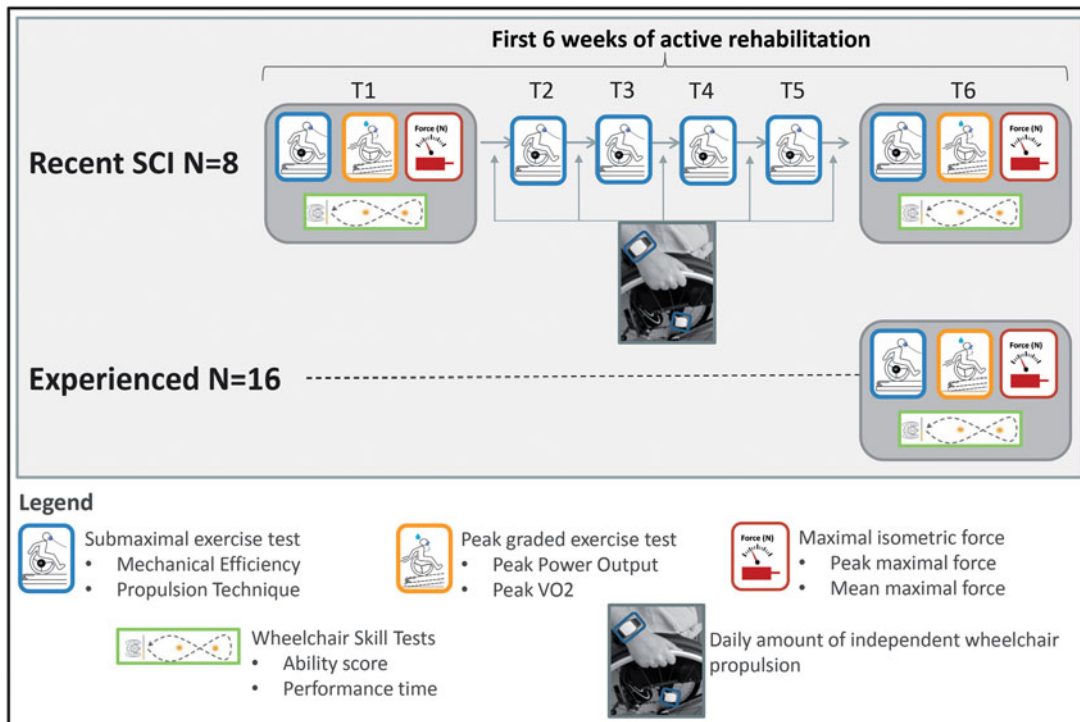 First 6 weeks of active rehabilitation
T1
T2
T3
T4
T5
T6
Recent SCI N=8
Force (N)
Force (N)
Experienced N=16
Force (N)
Legend
Submaximal exercise test
• Mechanical Efficiency
• Propulsion Technique
Peak graded exercise test
• Peak Power Output
• Peak VO2
Force (N)
Maximal isometric force
• Peak maximal force
• Mean maximal force
Wheelchair Skill Tests
• Ability score
• Performance time
Daily amount of independent wheelchair
propulsion